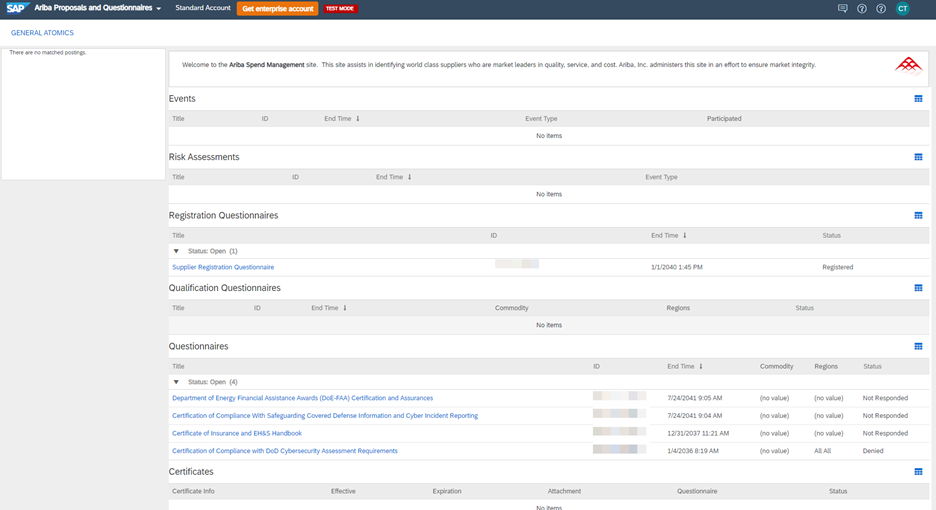 SAP Ariba Proposals and Questionnaires Standard Account Get enterprise account TEST MODE CT
GENERAL ATOMICS
There are no matched postings.
Welcome to the Ariba Spend Management site. This site assists in identifying world class suppliers who are market leaders in quality, service, and cost. Ariba, Inc. administers this site in an effort to ensure market integrity.
Events
Title ID End Time ↓ Event Type Participated
No items
Risk Assessments
Title ID End Time ↓ Event Type
No items
Registration Questionnaires
Title ID End Time ↓ Status
▼ Status: Open (1)
Supplier Registration Questionnaire 1/1/2040 1:45 PM Registered
Qualification Questionnaires
Title ID End Time ↓ Commodity Regions Status
No items
Questionnaires
Title ID End Time ↓ Commodity Regions Status
▼ Status: Open (4)
Department of Energy Financial Assistance Awards (DoE-FAA) Certification and Assurances 7/24/2041 9:05 AM (no value) (no value) Not Responded
Certification of Compliance With Safeguarding Covered Defense Information and Cyber Incident Reporting 7/24/2041 9:04 AM (no value) (no value) Not Responded
Certificate of Insurance and EH&S Handbook 12/31/2037 11:21 AM (no value) (no value) Not Responded
Certification of Compliance with DoD Cybersecurity Assessment Requirements 1/4/2036 8:19 AM (no value) All All Denied
Certificates
Certificate Info Effective Expiration Attachment Questionnaire Status
No items